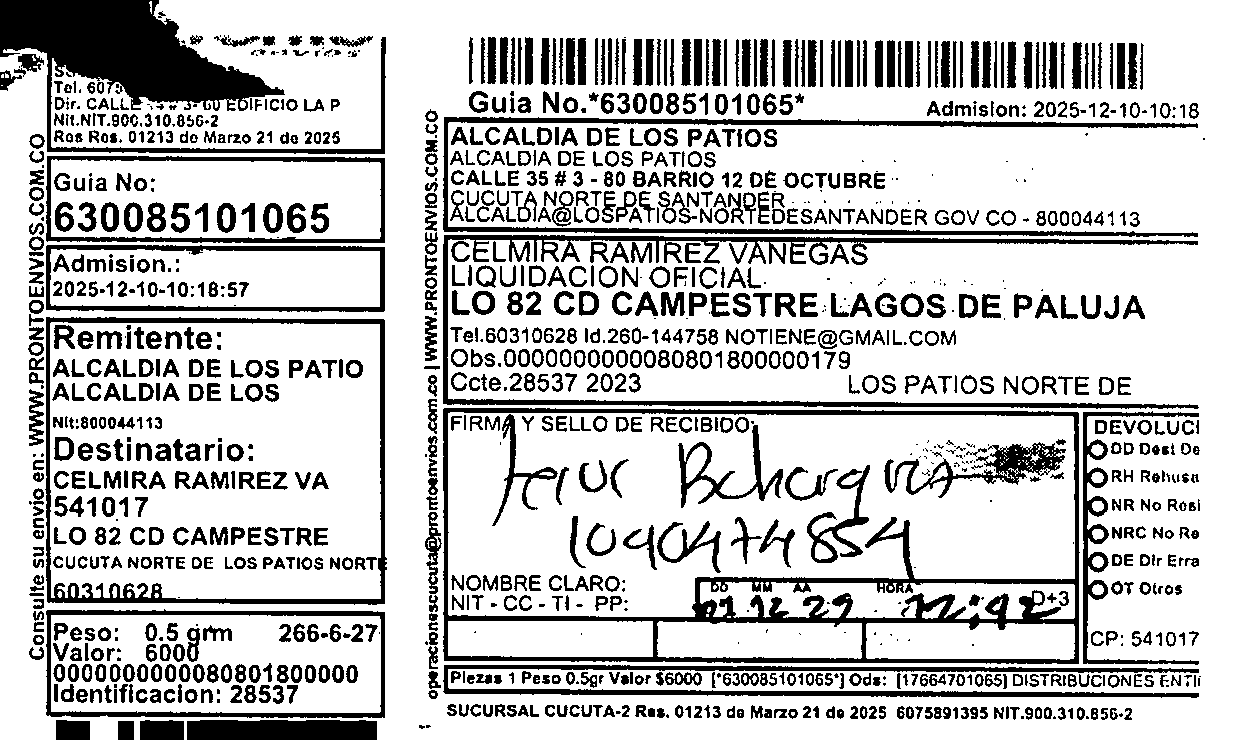 Tel. 6075
Dir. CALLE # 3- 60 EDIFICIO LA P
Nit.NIT.900.310.856-2
Ros Ros. 01213 de Marzo 21 de 2025
Consulte su envio en: WWW.PRONTOENVIOS.COM.CO
Guia No:
630085101065
Admision.:
2025-12-10-10:18:57
Remitente:
ALCALDIA DE LOS PATIO
ALCALDIA DE LOS
Nit:800044113
Destinatario:
CELMIRA RAMIREZ VA
541017
LO 82 CD CAMPESTRE
CUCUTA NORTE DE LOS PATIOS NORTE
60310628
Peso: 0.5 grm 266-6-27
Valor: 6000
00000000000080801800000
Identificacion: 28537
operacionescucuta@prontoenvios.com.co | WWW.PRONTOENVIOS.COM.CO
Guia No.*630085101065*
Admision: 2025-12-10-10:18
ALCALDIA DE LOS PATIOS
ALCALDIA DE LOS PATIOS
CALLE 35 # 3 - 80 BARRIO 12 DE OCTUBRE
CUCUTA NORTE DE SANTANDER
ALCALDIA@LOSPATIOS-NORTEDESANTANDER GOV CO - 800044113
CELMIRA RAMIREZ VANEGAS
LIQUIDACION OFICIAL
LO 82 CD CAMPESTRE LAGOS DE PALUJA
Tel.60310628 Id.260-144758 NOTIENE@GMAIL.COM
Obs.00000000000080801800000179
Ccte.28537 2023 LOS PATIOS NORTE DE
FIRMA Y SELLO DE RECIBIDO:
1090474854
NOMBRE CLARO:
NIT - CC - TI - PP:
DD MM AA HORA D+3
12
DEVOLUCI
DD Dest De
RH Rehusa
NR No Resi
NRC No Re
DE Dir Erra
OT Otros
CP: 541017
Piezas 1 Peso 0.5gr Valor $6000 [*630085101065*] Ods: [17664701065] DISTRIBUCIONES ENTI
SUCURSAL CUCUTA-2 Res. 01213 de Marzo 21 de 2025 6075891395 NIT.900.310.856-2